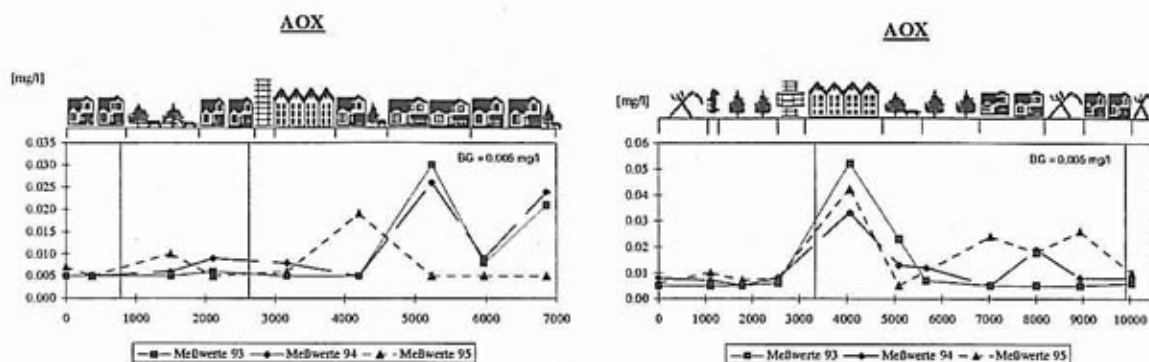 AOX
[mg/l]
BG = 0.005 mg/l
0.035
0.030
0.025
0.020
0.015
0.010
0.005
0.000
0 1000 2000 3000 4000 5000 6000 7000
Meßwerte 93 Meßwerte 94 Meßwerte 95
AOX
[mg/l]
BG = 0,005 mg/l
0.05
0.04
0.03
0.02
0.01
0.00
0 1000 2000 3000 4000 5000 6000 7000 8000 9000 10000
Meßwerte 93 Meßwerte 94 Meßwerte 95